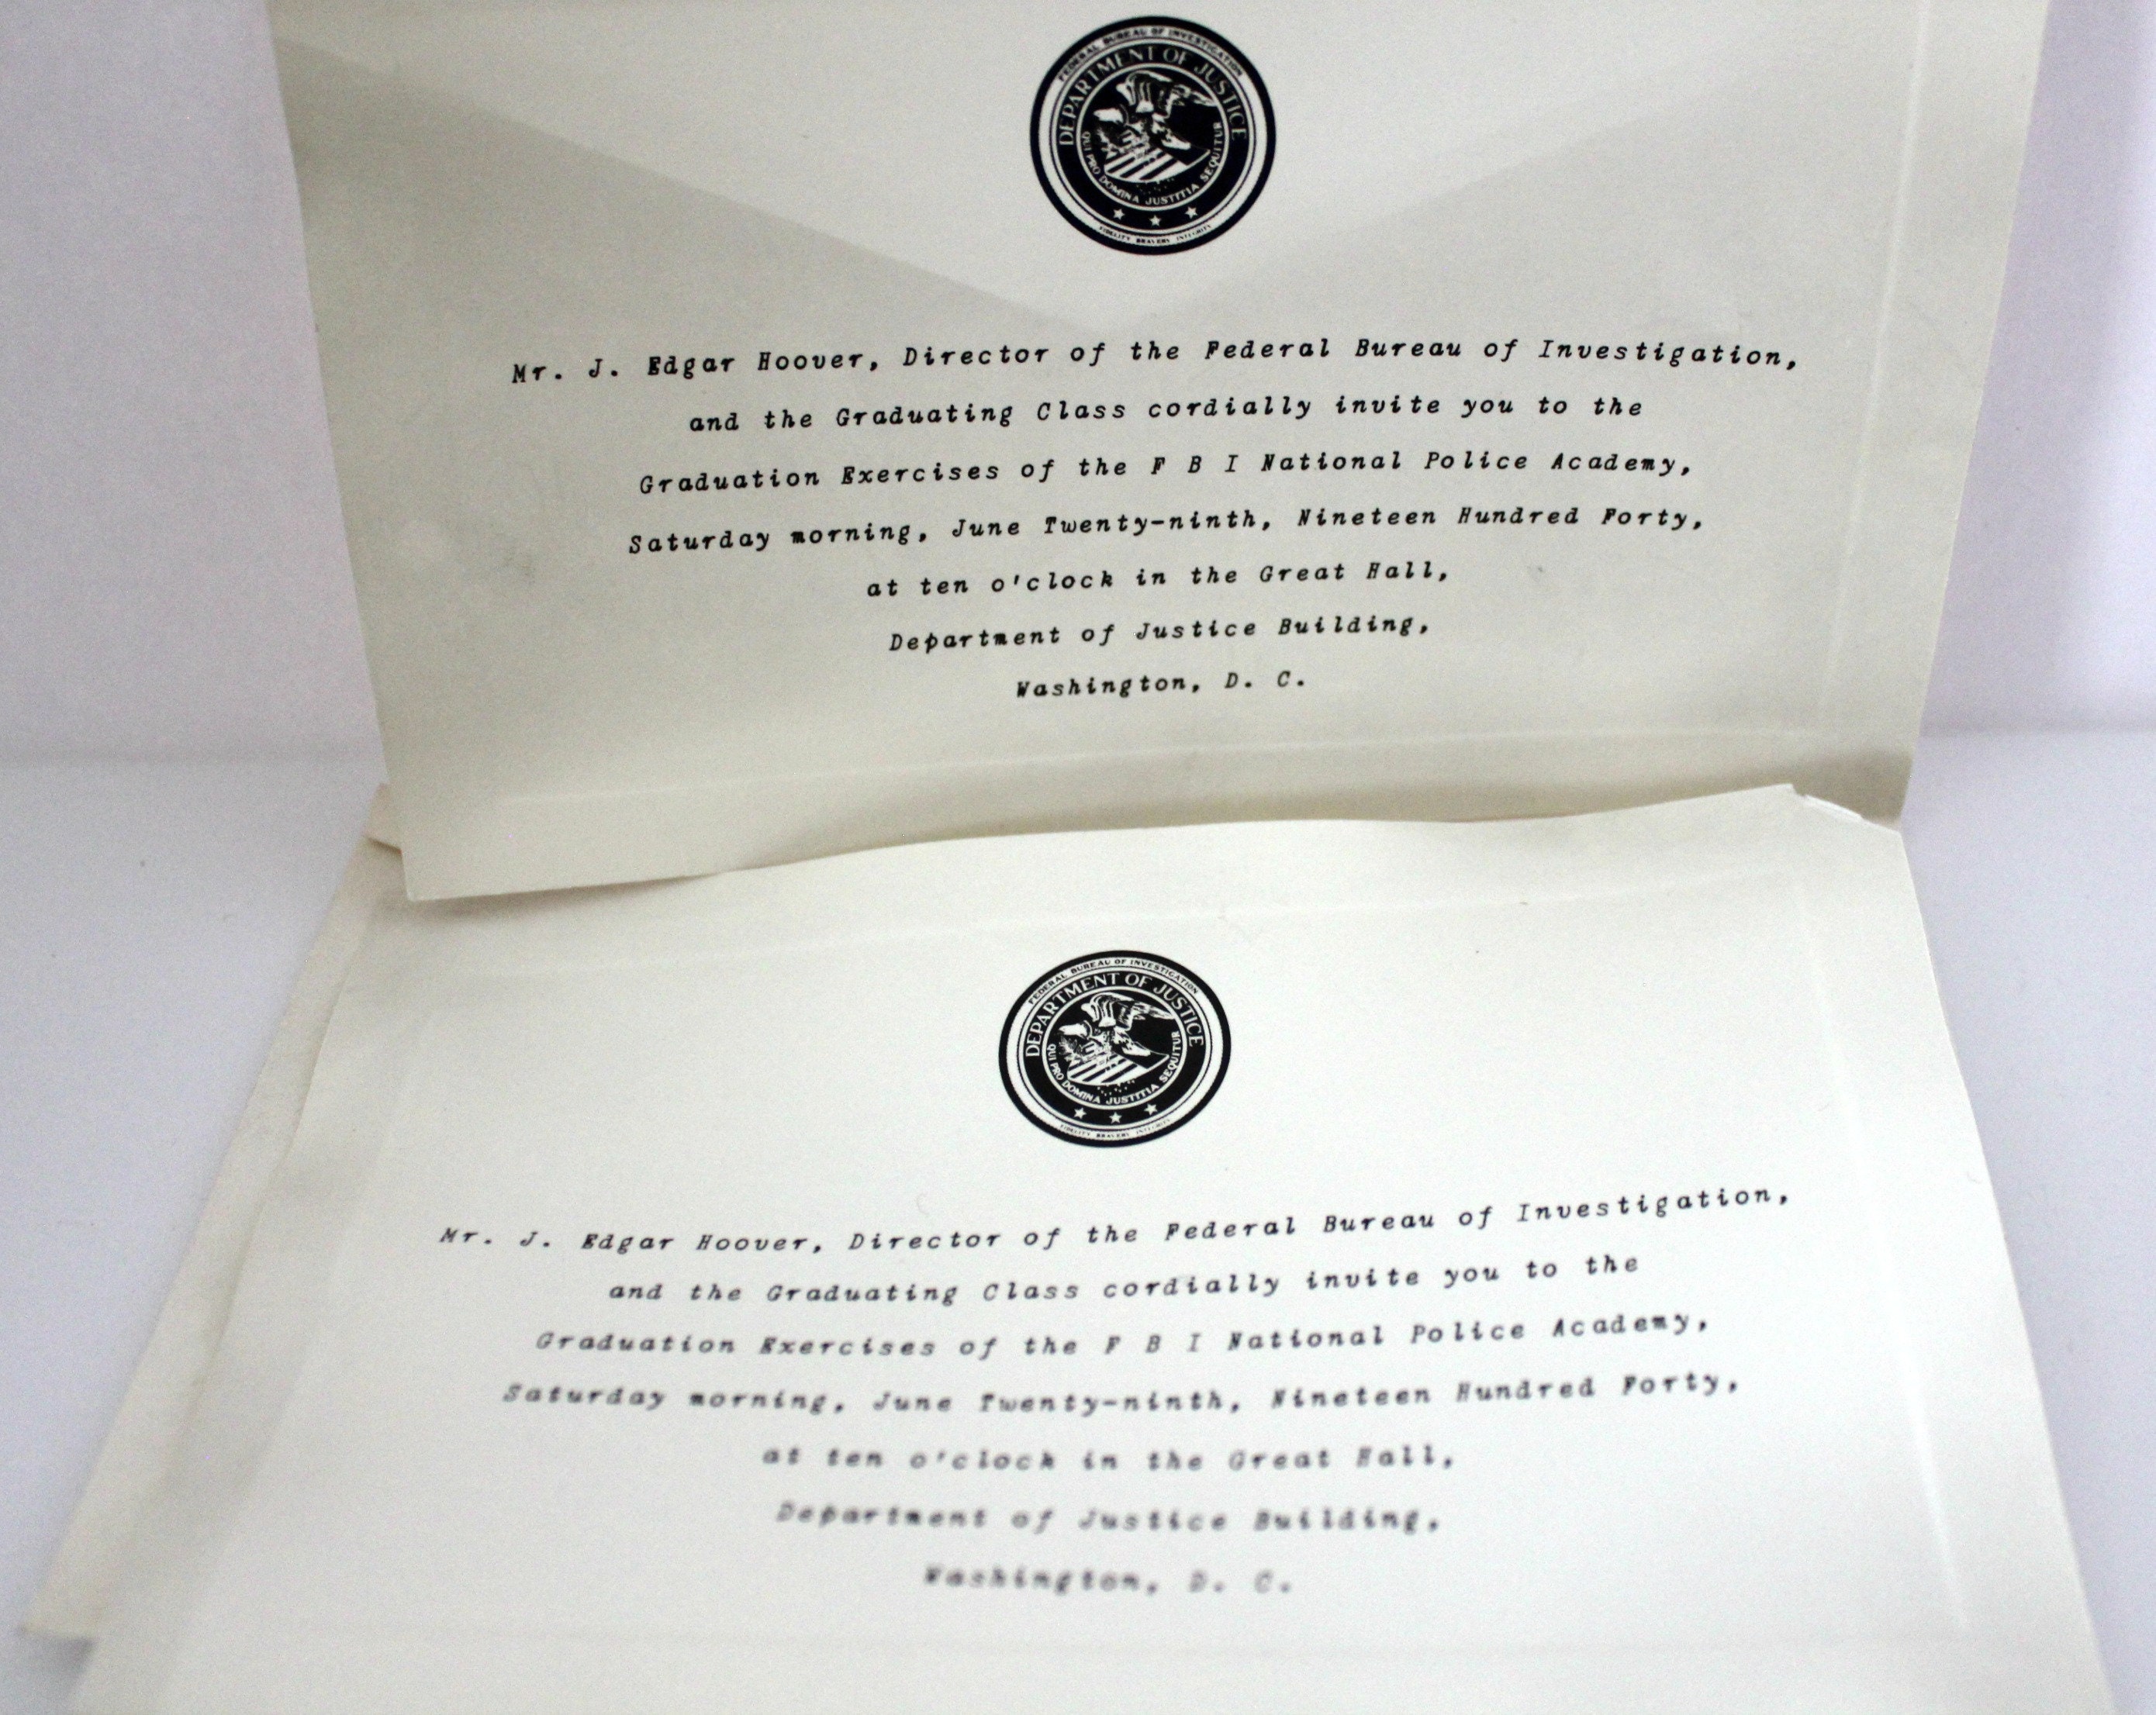 FEDERAL BUREAU OF INVESTIGATION
DEPARTMENT OF JUSTICE
QUI PRO DOMINA JUSTITIA SEQUITUR
FIDELITY BRAVERY INTEGRITY
Mr. J. Edgar Hoover, Director of the Federal Bureau of Investigation,
and the Graduating Class cordially invite you to the
Graduation Exercises of the F B I National Police Academy,
Saturday morning, June Twenty-ninth, Nineteen Hundred Forty,
at ten o'clock in the Great Hall,
Department of Justice Building,
Washington, D. C.
FEDERAL BUREAU OF INVESTIGATION
DEPARTMENT OF JUSTICE
QUI PRO DOMINA JUSTITIA SEQUITUR
FIDELITY BRAVERY INTEGRITY
Mr. J. Edgar Hoover, Director of the Federal Bureau of Investigation,
and the Graduating Class cordially invite you to the
Graduation Exercises of the F B I National Police Academy,
Saturday morning, June Twenty-ninth, Nineteen Hundred Forty,
at ten o'clock in the Great Hall,
Department of Justice Building,
Washington, D. C.